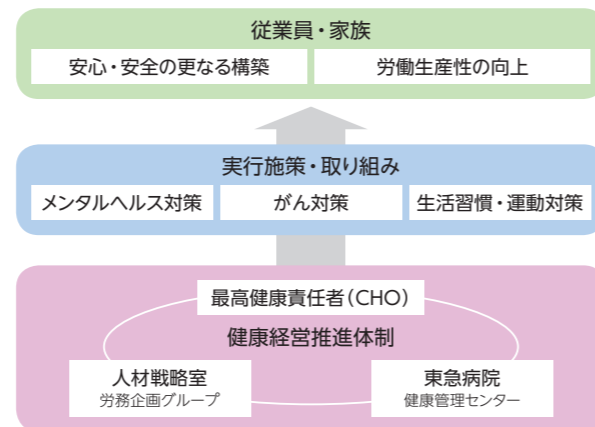 従業員・家族
安心・安全の更なる構築
労働生産性の向上
実行施策・取り組み
メンタルヘルス対策
がん対策
生活習慣・運動対策
最高健康責任者(CHO)
健康経営推進体制
人材戦略室
労務企画グループ
東急病院
健康管理センター